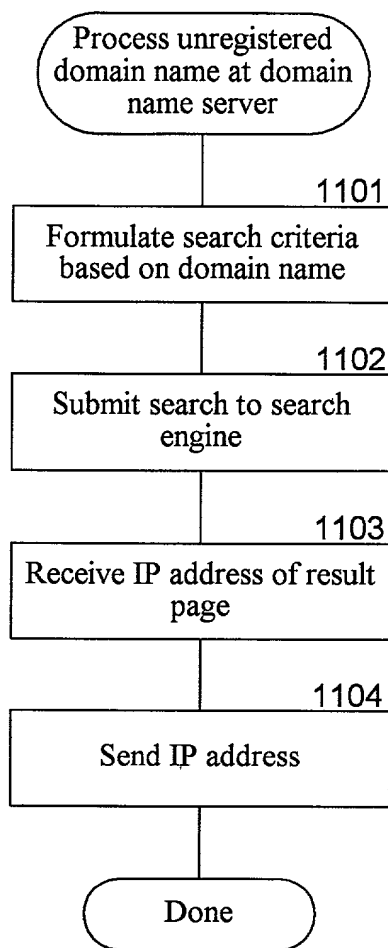 Process unregistered
domain name at domain
name server
1101
Formulate search criteria
based on domain name
1102
Submit search to search
engine
1103
Receive IP address of result
page
1104
Send IP address
Done